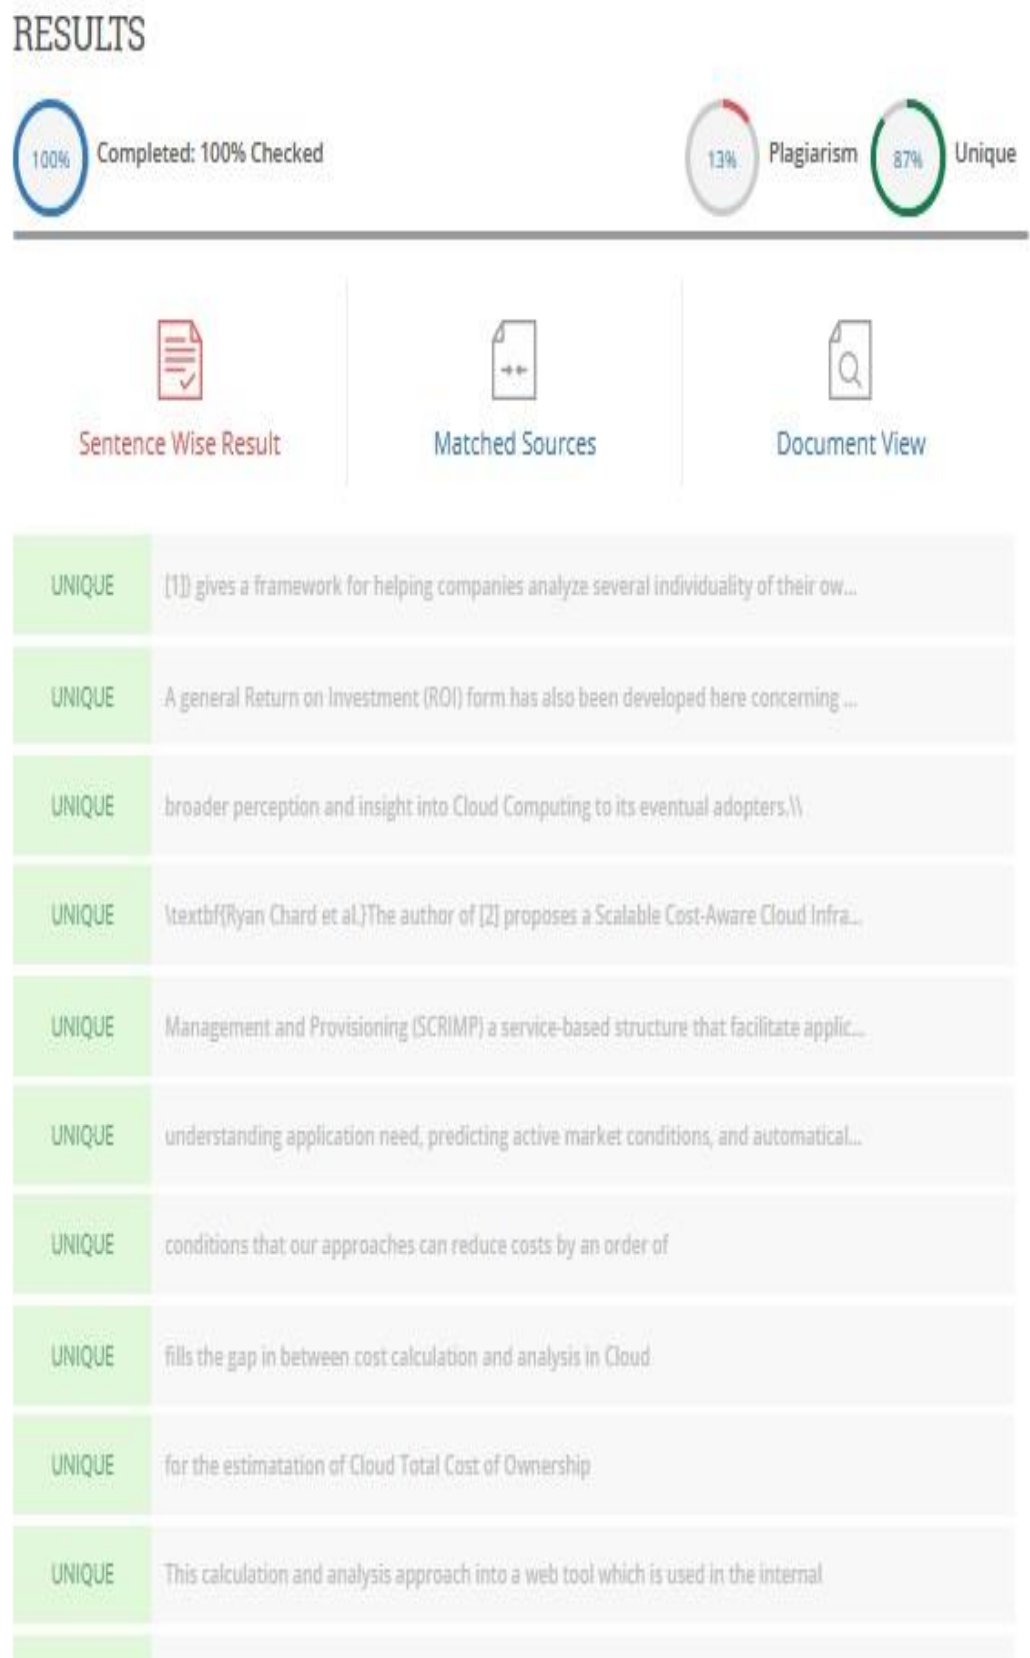 RESULTS
100% Completed: 100% Checked 13% Plagiarism 87% Unique
Sentence Wise Result Matched Sources Document View
UNIQUE [1]) gives a framework for helping companies analyze several individuality of their ow...
UNIQUE A general Return on Investment (ROI) form has also been developed here concerning ...
UNIQUE broader perception and insight into Cloud Computing to its eventual adopters.\\
UNIQUE \textbf{Ryan Chard et al.}The author of [2] proposes a Scalable Cost-Aware Cloud Infra...
UNIQUE Management and Provisioning (SCRIMP) a service-based structure that facilitate applic...
UNIQUE understanding application need, predicting active market conditions, and automatical...
UNIQUE conditions that our approaches can reduce costs by an order of
UNIQUE fills the gap in between cost calculation and analysis in Cloud
UNIQUE for the estimatation of Cloud Total Cost of Ownership
UNIQUE This calculation and analysis approach into a web tool which is used in the internal